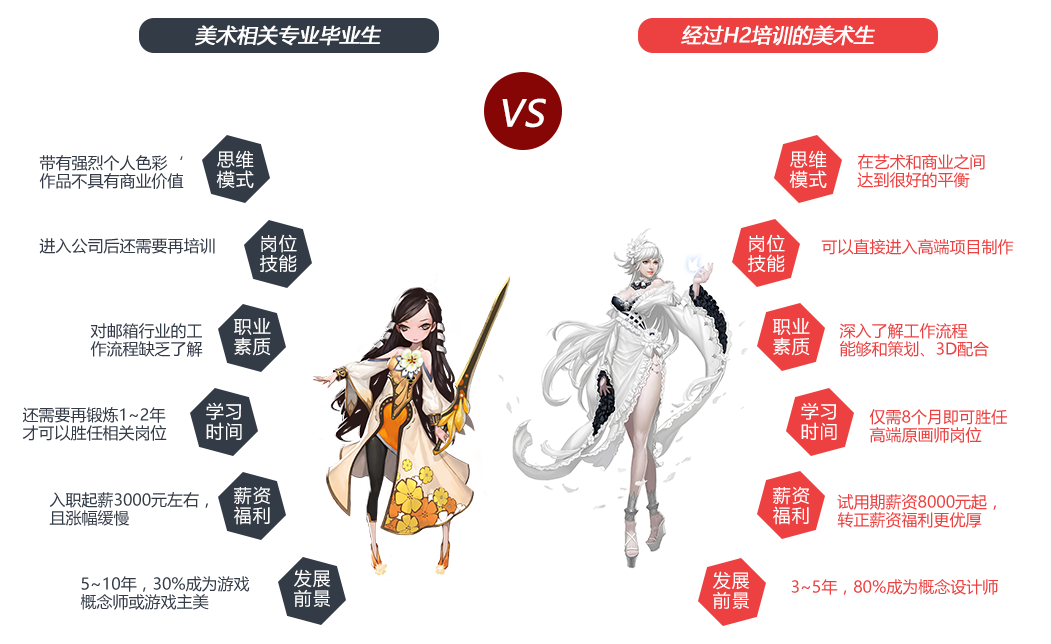 美术相关专业毕业生
经过H2培训的美术生
VS
带有强烈个人色彩‘
作品不具有商业价值
思维
模式
思维
模式
在艺术和商业之间
达到很好的平衡
进入公司后还需要再培训
岗位
技能
岗位
技能
可以直接进入高端项目制作
对邮箱行业的工
作流程缺乏了解
职业
素质
职业
素质
深入了解工作流程
能够和策划、3D配合
还需要再锻炼1~2年
才可以胜任相关岗位
学习
时间
学习
时间
仅需8个月即可胜任
高端原画师岗位
入职起薪3000元左右，
且涨幅缓慢
薪资
福利
薪资
福利
试用期薪资8000元起，
转正薪资福利更优厚
5~10年，30%成为游戏
概念师或游戏主美
发展
前景
发展
前景
3~5年，80%成为概念设计师